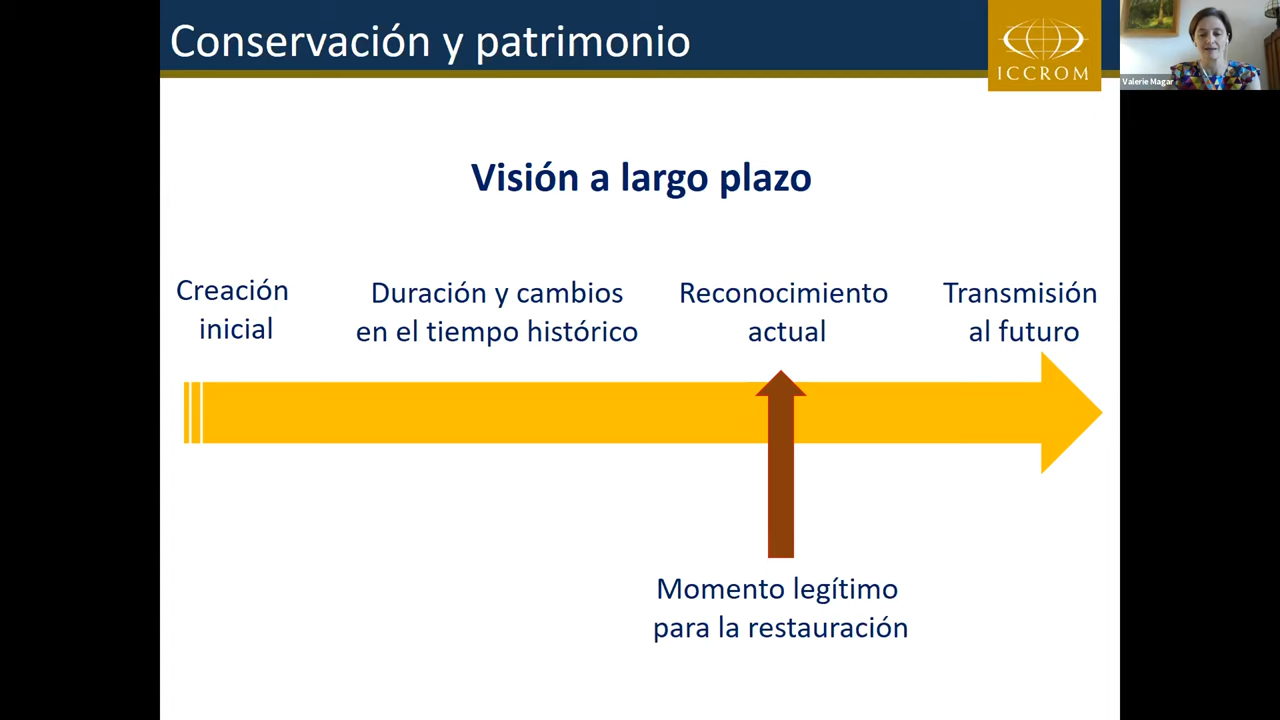 Conservación y patrimonio
ICCROM
Valerie Magar
Visión a largo plazo
Creación
inicial
Duración y cambios
en el tiempo histórico
Reconocimiento
actual
Transmisión
al futuro
Momento legítimo
para la restauración